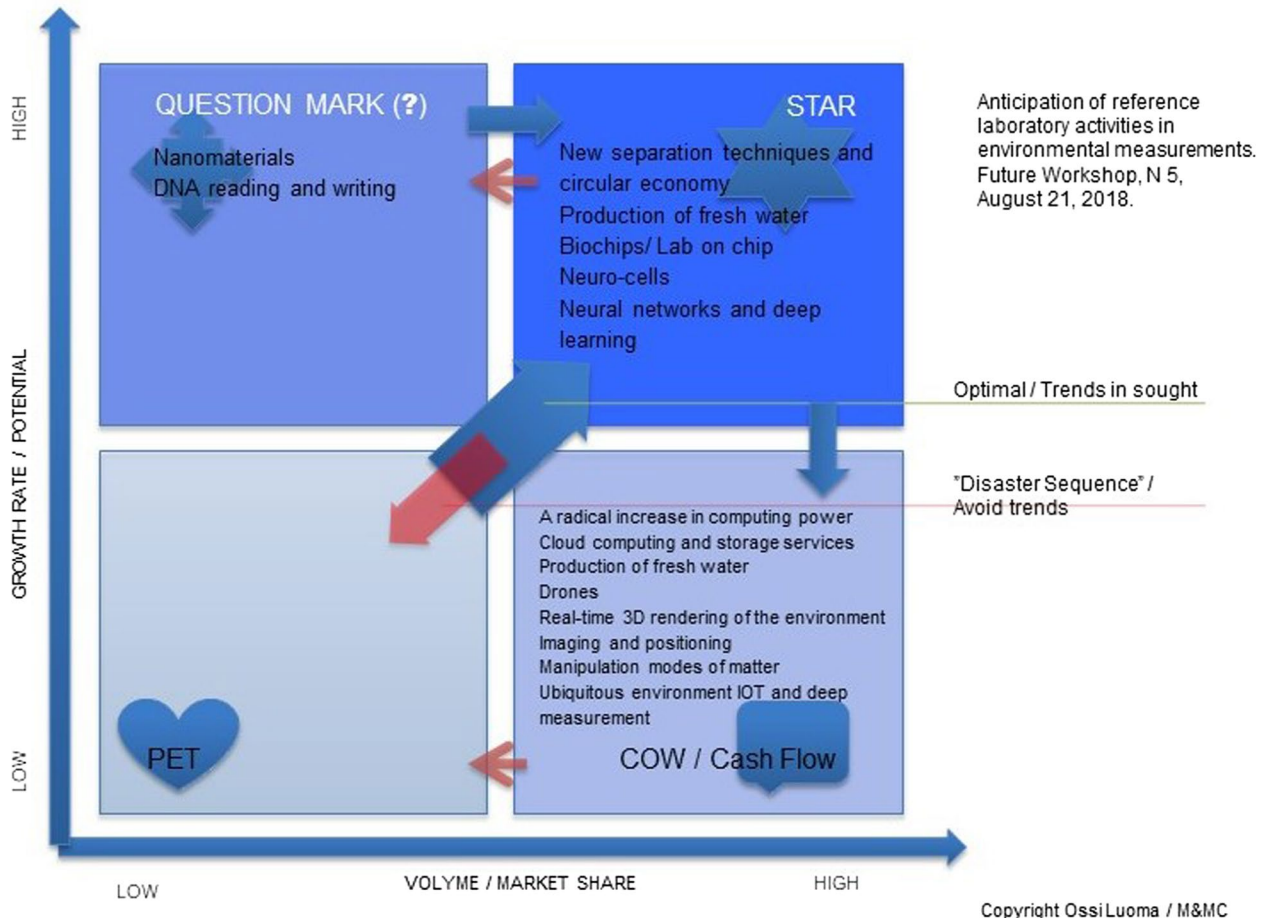 HIGH
GROWTH RATE / POTENTIAL
LOW
QUESTION MARK (?)
Nanomaterials
DNA reading and writing
STAR
New separation techniques and
circular economy
Production of fresh water
Biochips/ Lab on chip
Neuro-cells
Neural networks and deep
learning
Anticipation of reference
laboratory activities in
environmental measurements.
Future Workshop, N 5,
August 21, 2018.
Optimal / Trends in sought
"Disaster Sequence" /
Avoid trends
PET
A radical increase in computing power
Cloud computing and storage services
Production of fresh water
Drones
Real-time 3D rendering of the environment
Imaging and positioning
Manipulation modes of matter
Ubiquitous environment IOT and deep
measurement
COW / Cash Flow
LOW
VOLYME / MARKET SHARE
HIGH
Copyright Ossi Luoma / M&MC